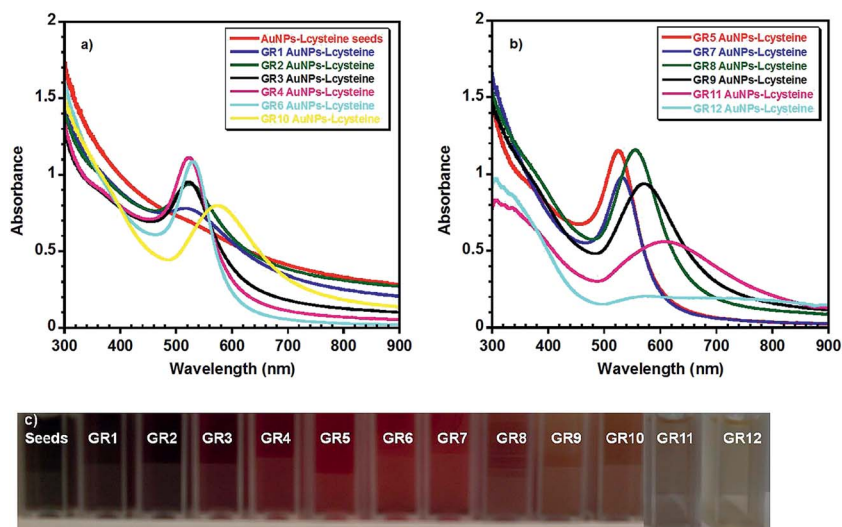 a)
AuNPs-Lcysteine seeds
GR1 AuNPs-Lcysteine
GR2 AuNPs-Lcysteine
GR3 AuNPs-Lcysteine
GR4 AuNPs-Lcysteine
GR6 AuNPs-Lcysteine
GR10 AuNPs-Lcysteine
2
1.5
1
0.5
0
Absorbance
300 400 500 600 700 800 900
Wavelength (nm)
b)
GR5 AuNPs-Lcysteine
GR7 AuNPs-Lcysteine
GR8 AuNPs-Lcysteine
GR9 AuNPs-Lcysteine
GR11 AuNPs-Lcysteine
GR12 AuNPs-Lcysteine
2
1.5
1
0.5
0
Absorbance
300 400 500 600 700 800 900
Wavelength (nm)
c)
Seeds GR1 GR2 GR3 GR4 GR5 GR6 GR7 GR8 GR9 GR10 GR11 GR12